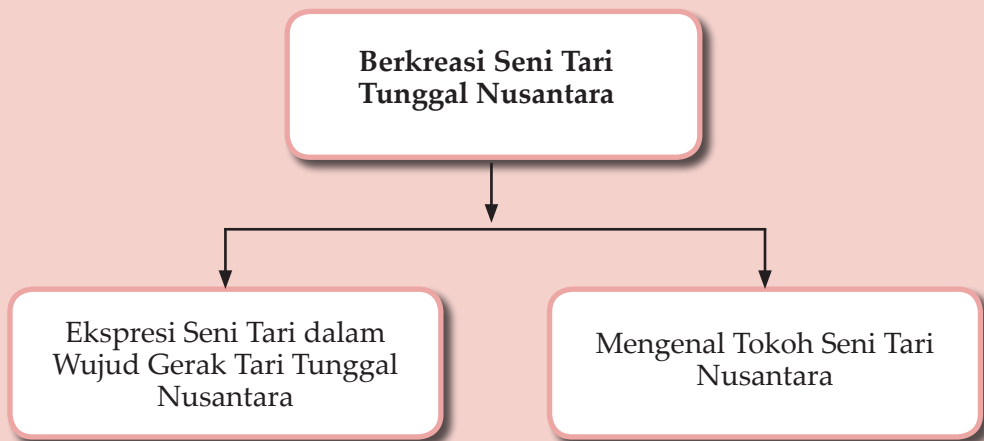 Berkreasi Seni Tari
Tunggal Nusantara
Ekspresi Seni Tari dalam
Wujud Gerak Tari Tunggal
Nusantara
Mengenal Tokoh Seni Tari
Nusantara